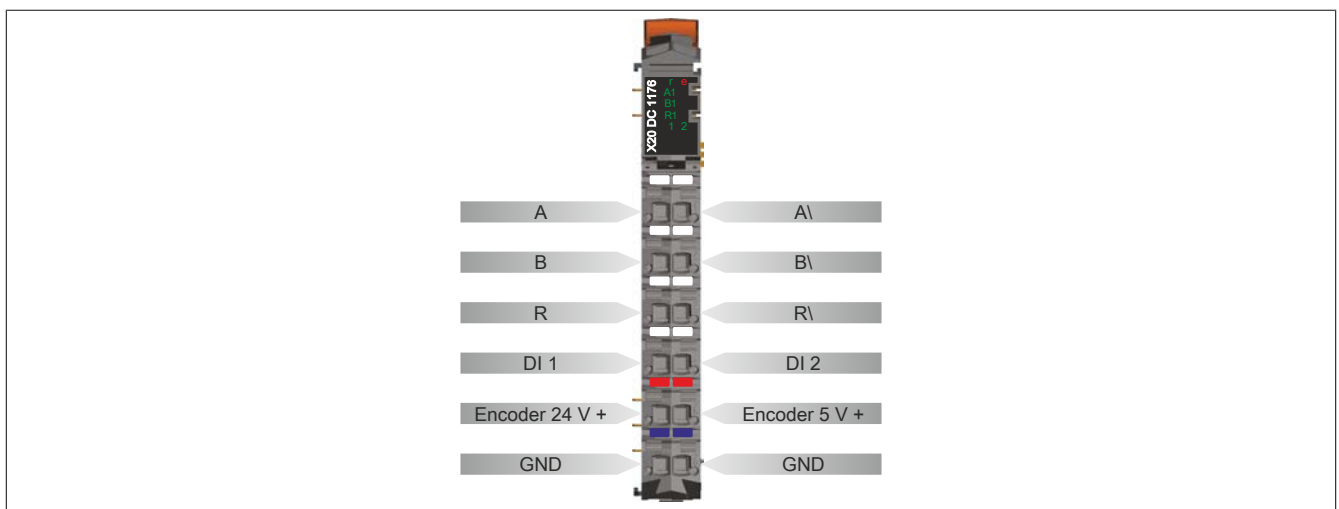 X20 DC 1176
r e
A1
B1
R1
1 2
A A\
B B\
R R\
DI 1 DI 2
Encoder 24 V + Encoder 5 V +
GND GND